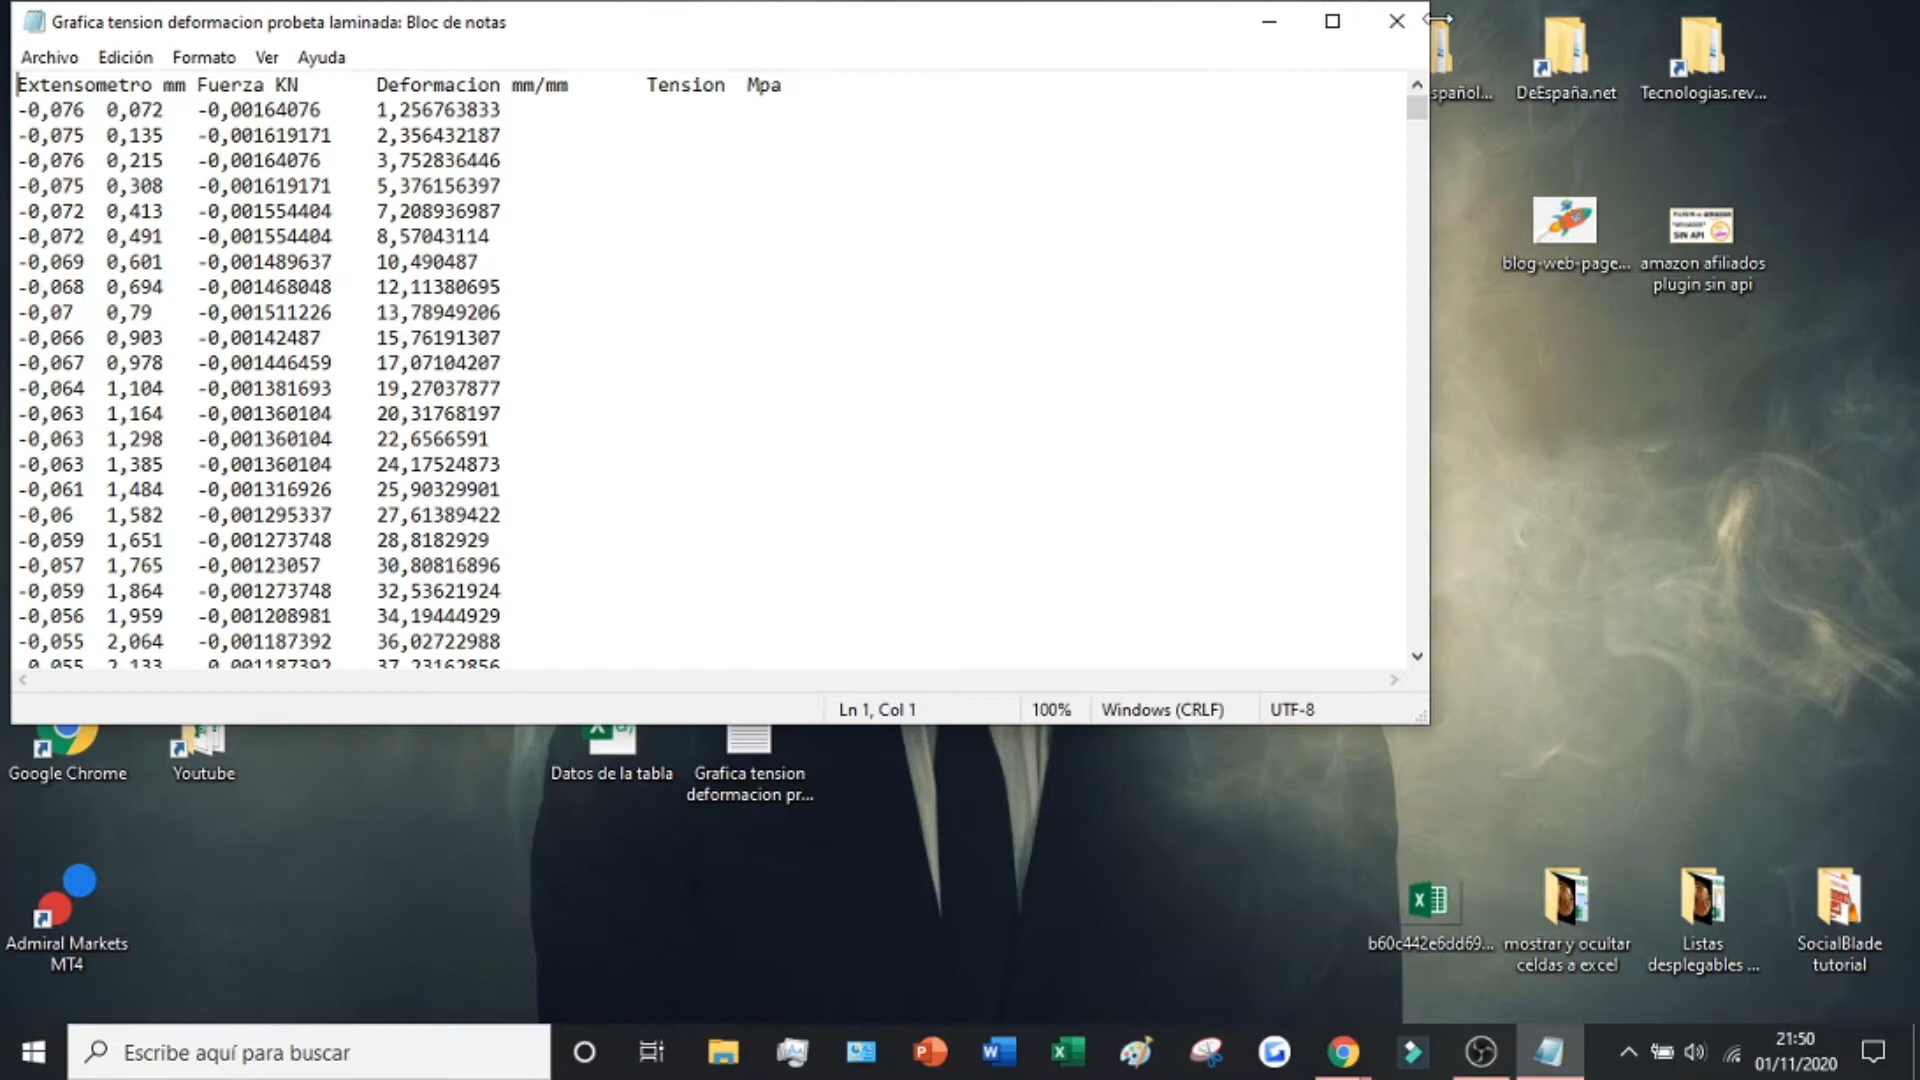 Grafica tension deformacion probeta laminada: Bloc de notas
Archivo Edición Formato Ver Ayuda
Extensometro mm Fuerza KN Deformacion mm/mm Tension Mpa
-0,076 0,072 -0,00164076 1,256763833
-0,075 0,135 -0,001619171 2,356432187
-0,076 0,215 -0,00164076 3,752836446
-0,075 0,308 -0,001619171 5,376156397
-0,072 0,413 -0,001554404 7,208936987
-0,072 0,491 -0,001554404 8,57043114
-0,069 0,601 -0,001489637 10,490487
-0,068 0,694 -0,001468048 12,11380695
-0,07 0,79 -0,001511226 13,78949206
-0,066 0,903 -0,00142487 15,76191307
-0,067 0,978 -0,001446459 17,07104207
-0,064 1,104 -0,001381693 19,27037877
-0,063 1,164 -0,001360104 20,31768197
-0,063 1,298 -0,001360104 22,6566591
-0,063 1,385 -0,001360104 24,17524873
-0,061 1,484 -0,001316926 25,90329901
-0,06 1,582 -0,001295337 27,61389422
-0,059 1,651 -0,001273748 28,8182929
-0,057 1,765 -0,00123057 30,80816896
-0,059 1,864 -0,001273748 32,53621924
-0,056 1,959 -0,001208981 34,19444929
-0,055 2,064 -0,001187392 36,02722988
-0,055 2,133 -0,001187392 37,23162856
Ln 1, Col 1 100% Windows (CRLF) UTF-8
spañol...
DeEspaña.net
Tecnologias.rev...
blog-web-page...
amazon afiliados
plugin sin api
SIN API
Google Chrome
Youtube
Datos de la tabla
Grafica tension
deformacion pr...
Admiral Markets
MT4
b60c442e6dd69...
mostrar y ocultar
celdas a excel
Listas
desplegables ...
SocialBlade
tutorial
Escribe aquí para buscar
21:50
01/11/2020